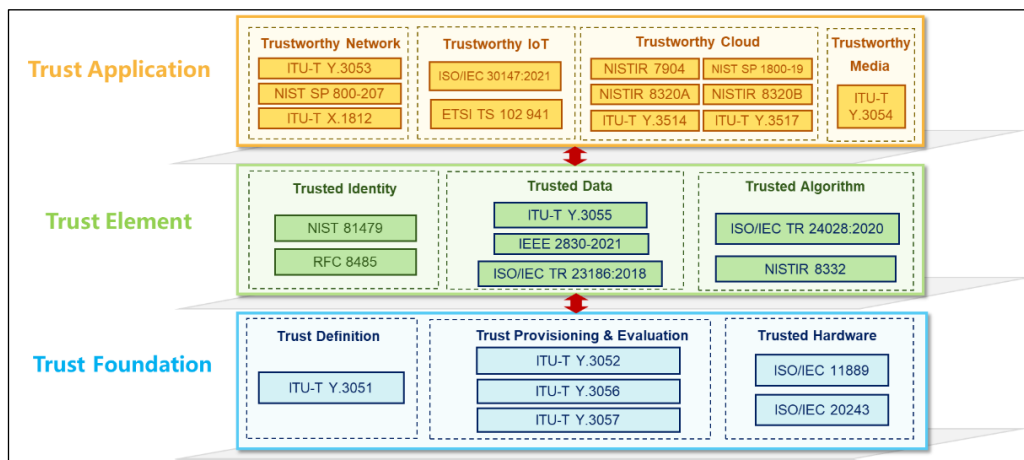 Trust Application
Trustworthy Network
ITU-T Y.3053
NIST SP 800-207
ITU-T X.1812
Trustworthy IoT
ISO/IEC 30147:2021
ETSI TS 102 941
Trustworthy Cloud
NISTIR 7904
NIST SP 1800-19
NISTIR 8320A
NISTIR 8320B
ITU-T Y.3514
ITU-T Y.3517
Trustworthy
Media
ITU-T
Y.3054
Trust Element
Trusted Identity
NIST 81479
RFC 8485
Trusted Data
ITU-T Y.3055
IEEE 2830-2021
ISO/IEC TR 23186:2018
Trusted Algorithm
ISO/IEC TR 24028:2020
NISTIR 8332
Trust Foundation
Trust Definition
ITU-T Y.3051
Trust Provisioning & Evaluation
ITU-T Y.3052
ITU-T Y.3056
ITU-T Y.3057
Trusted Hardware
ISO/IEC 11889
ISO/IEC 20243